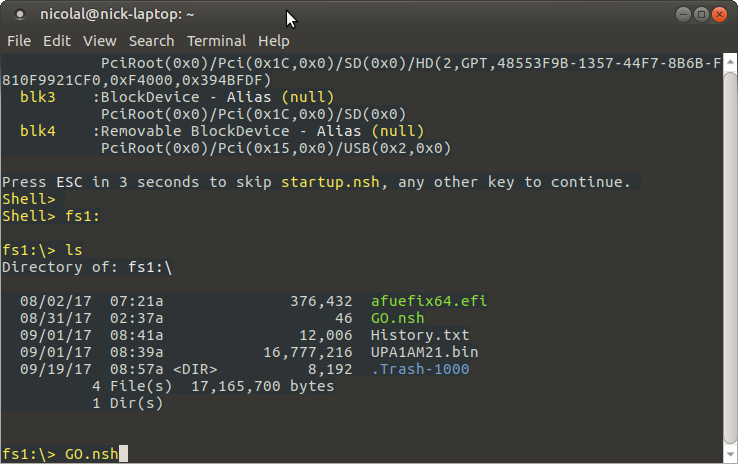 nicolal@nick-laptop: ~
File Edit View Search Terminal Help
PciRoot(0x0)/Pci(0x1C,0x0)/SD(0x0)/HD(2,GPT,48553F9B-1357-44F7-8B6B-F
810F9921CF0,0xF4000,0x394BFDF)
blk3 :BlockDevice - Alias (null)
PciRoot(0x0)/Pci(0x1C,0x0)/SD(0x0)
blk4 :Removable BlockDevice - Alias (null)
PciRoot(0x0)/Pci(0x15,0x0)/USB(0x2,0x0)
Press ESC in 3 seconds to skip startup.nsh, any other key to continue.
Shell>
Shell> fs1:
fs1:\> ls
Directory of: fs1:\
08/02/17 07:21a 376,432 afuefix64.efi
08/31/17 02:37a 46 GO.nsh
09/01/17 08:41a 12,006 History.txt
09/01/17 08:39a 16,777,216 UPA1AM21.bin
09/19/17 08:57a <DIR> 8,192 .Trash-1000
4 File(s) 17,165,700 bytes
1 Dir(s)
fs1:\> GO.nsh